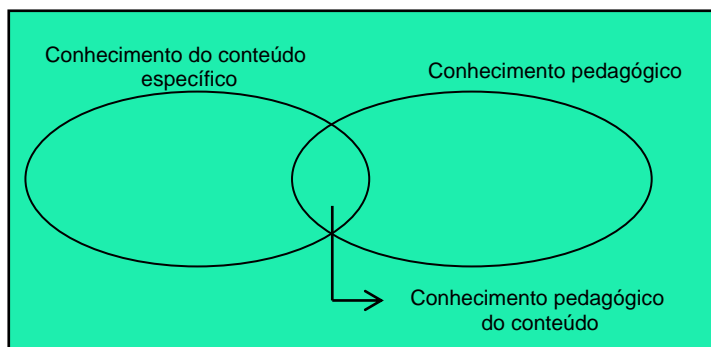 Conhecimento do conteúdo
específico
Conhecimento pedagógico
Conhecimento pedagógico
do conteúdo